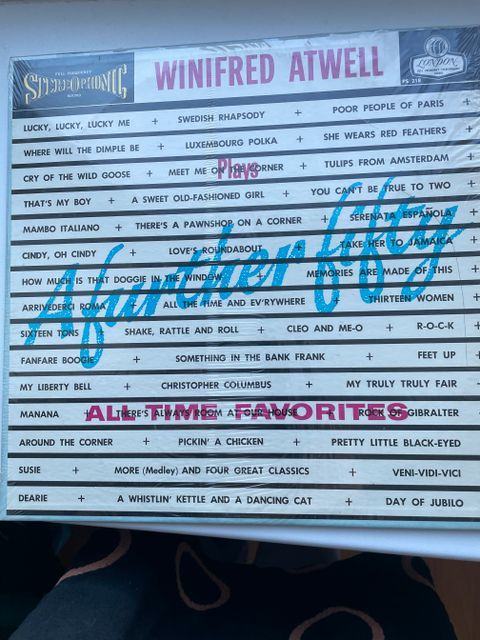 FULL FREQUENCY
STEREOPHONIC
SOUND
WINIFRED ATWELL
LONDON
PS 218
LUCKY, LUCKY, LUCKY ME + SWEDISH RHAPSODY + POOR PEOPLE OF PARIS +
WHERE WILL THE DIMPLE BE + LUXEMBOURG POLKA + SHE WEARS RED FEATHERS
Plays
CRY OF THE WILD GOOSE + MEET ME ON THE CORNER + TULIPS FROM AMSTERDAM
THAT'S MY BOY + A SWEET OLD-FASHIONED GIRL + YOU CAN'T BE TRUE TO TWO +
MAMBO ITALIANO + THERE'S A PAWNSHOP ON A CORNER + SERENATA ESPAÑOLA +
A further fifty
CINDY, OH CINDY + LOVE'S ROUNDABOUT + TAKE HER TO JAMAICA +
HOW MUCH IS THAT DOGGIE IN THE WINDOW + MEMORIES ARE MADE OF THIS
ARRIVEDERCI ROMA + ALL THE TIME AND EV'RYWHERE + THIRTEEN WOMEN +
SIXTEEN TONS + SHAKE, RATTLE AND ROLL + CLEO AND ME-O + R-O-C-K +
FANFARE BOOGIE + SOMETHING IN THE BANK FRANK + FEET UP +
MY LIBERTY BELL + CHRISTOPHER COLUMBUS + MY TRULY TRULY FAIR +
ALL-TIME FAVORITES
MANANA + THERE'S ALWAYS ROOM AT OUR HOUSE + ROCK OF GIBRALTER
AROUND THE CORNER + PICKIN' A CHICKEN + PRETTY LITTLE BLACK-EYED
SUSIE + MORE (Medley) AND FOUR GREAT CLASSICS + VENI-VIDI-VICI
DEARIE + A WHISTLIN' KETTLE AND A DANCING CAT + DAY OF JUBILO